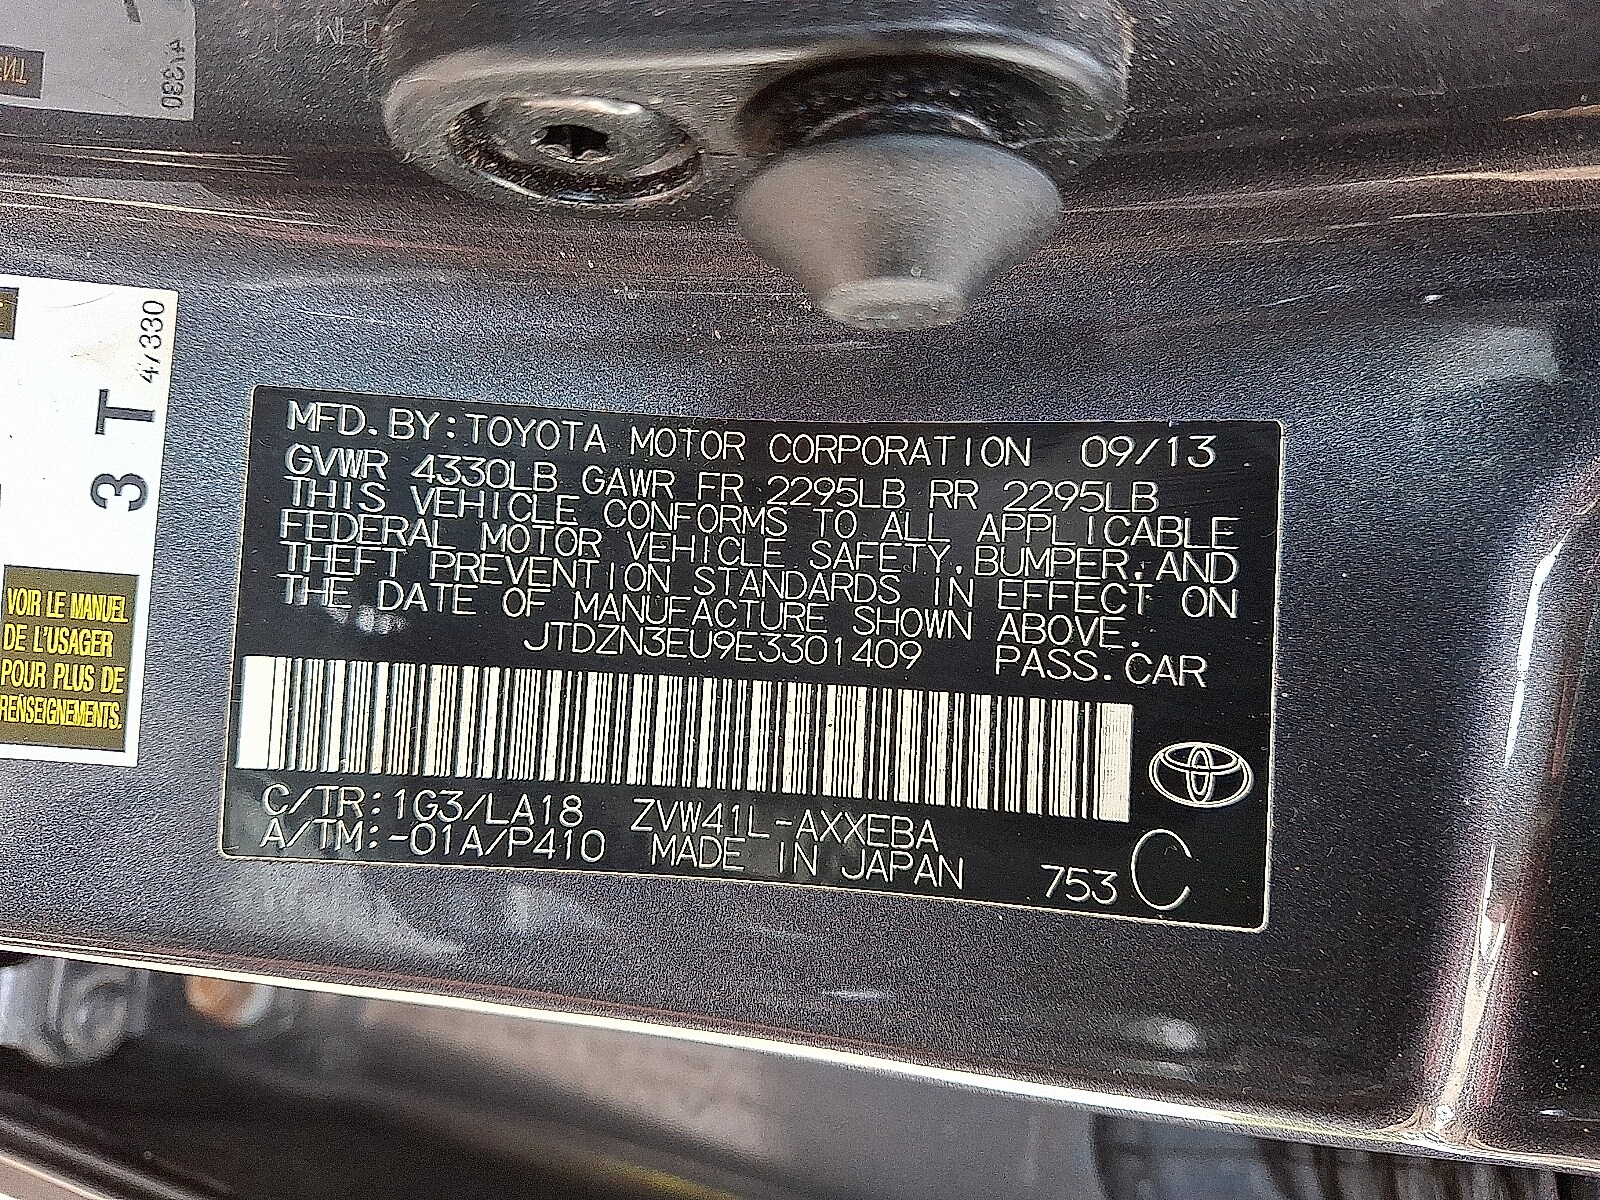 4/330
3 T
4/330
VOIR LE MANUEL
DE L'USAGER
POUR PLUS DE
RENSEIGNEMENTS.
MFD. BY:TOYOTA MOTOR CORPORATION 09/13
GVWR 4330LB GAWR FR 2295LB RR 2295LB
THIS VEHICLE CONFORMS TO ALL APPLICABLE
FEDERAL MOTOR VEHICLE SAFETY, BUMPER, AND
THEFT PREVENTION STANDARDS IN EFFECT ON
THE DATE OF MANUFACTURE SHOWN ABOVE.
JTDZN3EU9E3301409 PASS. CAR
C/TR:1G3/LA18 ZVW41L-AXXEBA
A/TM:-01A/P410 MADE IN JAPAN 753 C